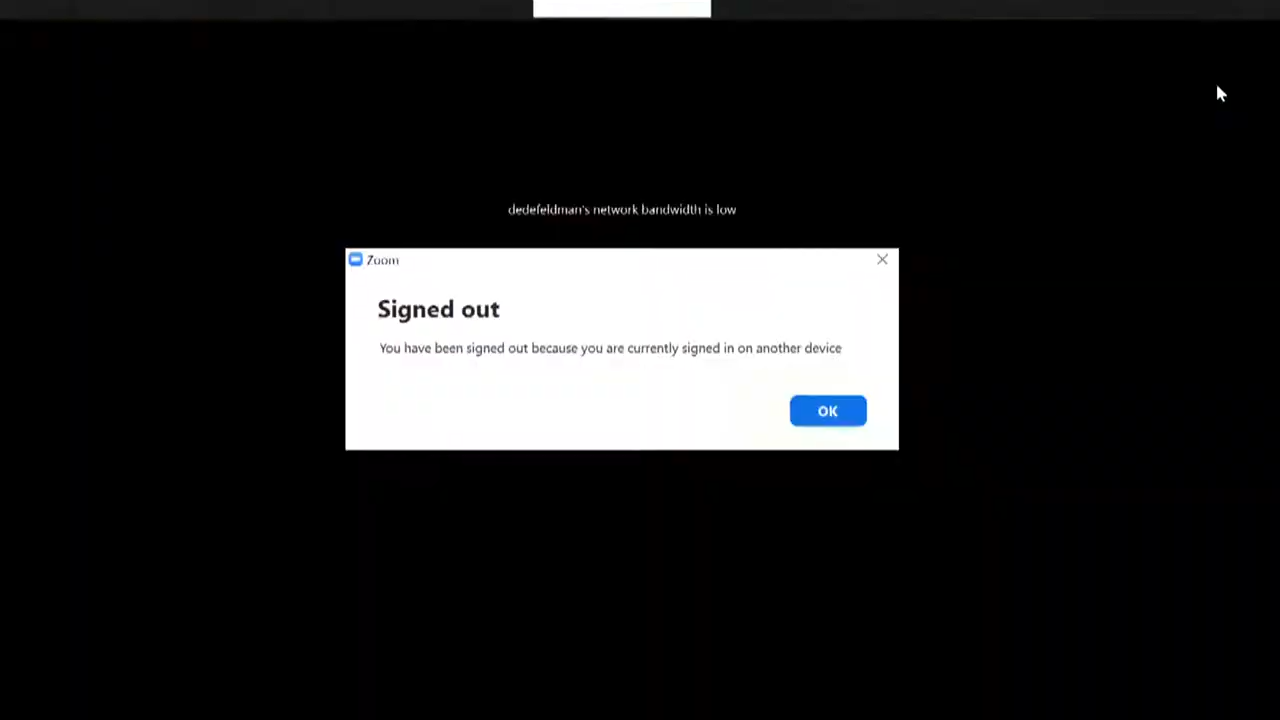 dedefeldman's network bandwidth is low
Zoom
Signed out
You have been signed out because you are currently signed in on another device
OK